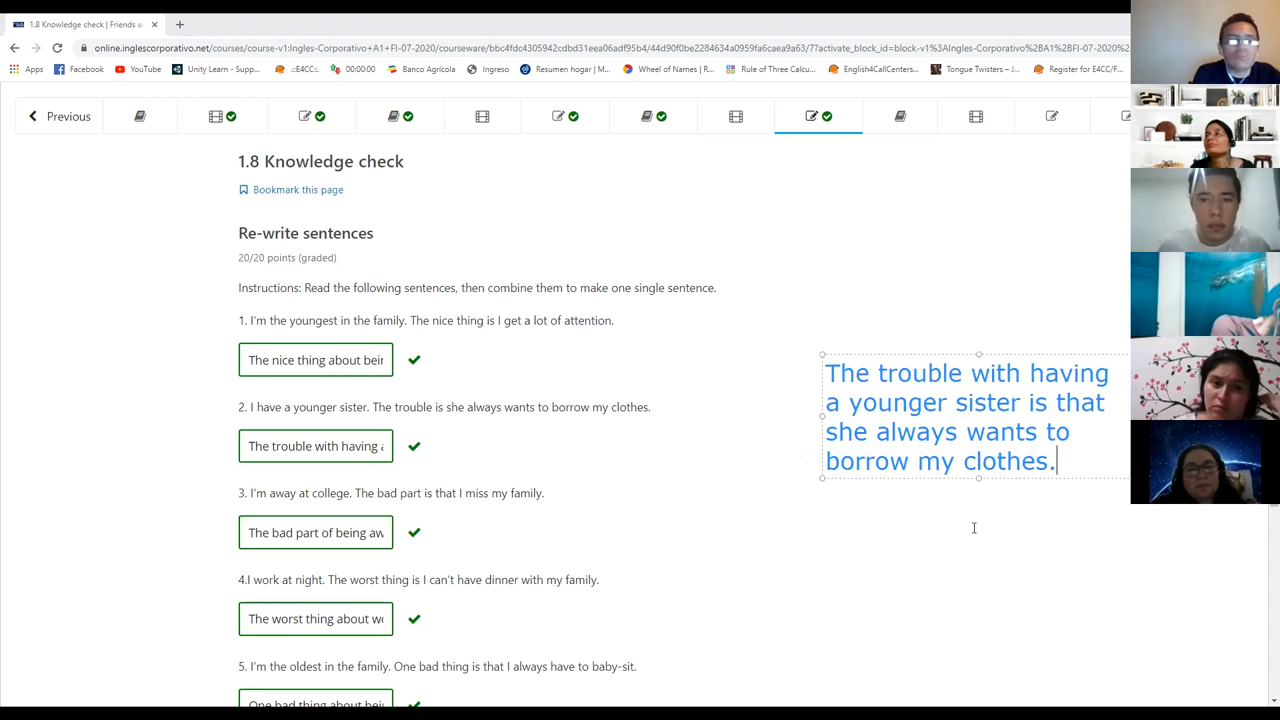 1.8 Knowledge check | Friends a
online.inglescorporativo.net/courses/course-v1:Ingles-Corporativo+A1+FI-07-2020/courseware/bbc4fdc4305942cdbd31eea06adf95b4/44d90f0be2284634a0959fa6caea9a63/7?activate_block_id=block-v1%3AIngles-Corporativo%2BA1%2BFI-07-2020%
Apps Facebook YouTube Unity Learn - Supp... .::E4CC::. 00:00:00 Banco Agrícola Ingreso Resumen hogar | M... Wheel of Names | R... Rule of Three Calcu... English4CallCenters... Tongue Twisters – J... Register for E4CC/F...
Previous
1.8 Knowledge check
Bookmark this page
Re-write sentences
20/20 points (graded)
Instructions: Read the following sentences, then combine them to make one single sentence.
1. I'm the youngest in the family. The nice thing is I get a lot of attention.
The nice thing about bein
2. I have a younger sister. The trouble is she always wants to borrow my clothes.
The trouble with having a
3. I'm away at college. The bad part is that I miss my family.
The bad part of being aw
4.I work at night. The worst thing is I can't have dinner with my family.
The worst thing about wo
5. I'm the oldest in the family. One bad thing is that I always have to baby-sit.
One bad thing about bei
The trouble with having
a younger sister is that
she always wants to
borrow my clothes.